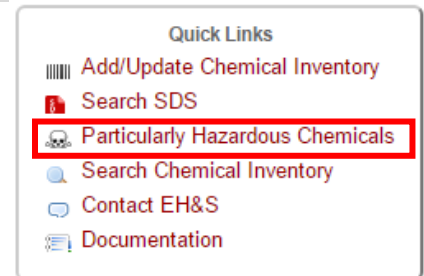 Quick Links
Add/Update Chemical Inventory
Search SDS
Particularly Hazardous Chemicals
Search Chemical Inventory
Contact EH&S
Documentation